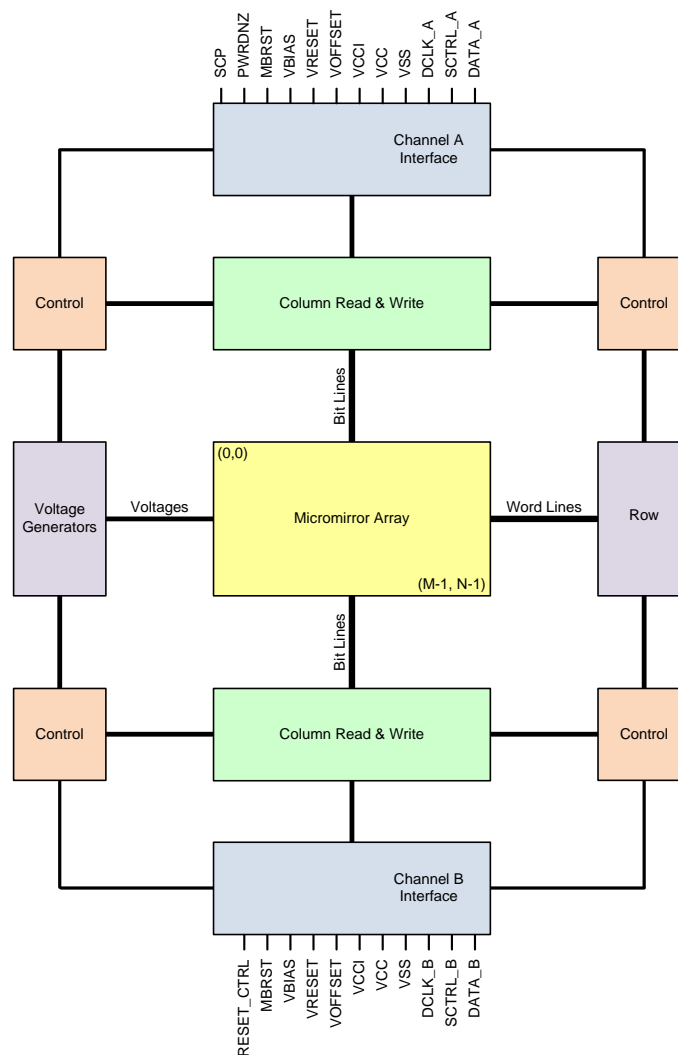 SCP
PWRDNZ
MBRST
VBIAS
VRESET
VOFFSET
VCCI
VCC
VSS
DCLK_A
SCTRL_A
DATA_A
Channel A
Interface
Control
Column Read & Write
Control
Bit Lines
(0,0)
Voltage
Generators
Voltages
Micromirror Array
Word Lines
Row
(M-1, N-1)
Bit Lines
Control
Column Read & Write
Control
Channel B
Interface
RESET_CTRL
MBRST
VBIAS
VRESET
VOFFSET
VCCI
VCC
VSS
DCLK_B
SCTRL_B
DATA_B